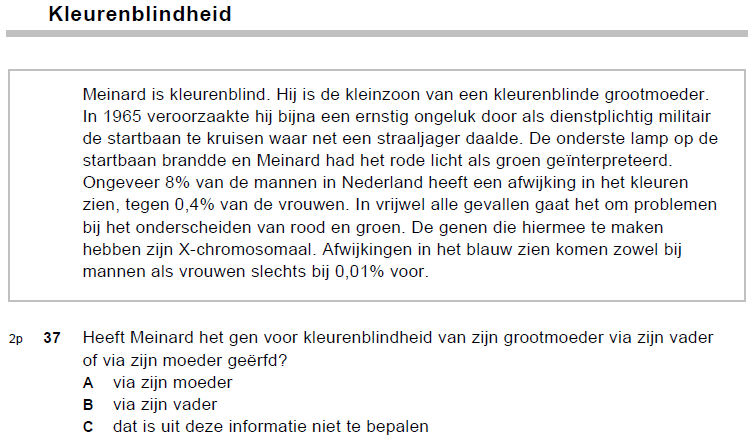 Kleurenblindheid
Meinard is kleurenblind. Hij is de kleinzoon van een kleurenblinde grootmoeder.
In 1965 veroorzaakte hij bijna een ernstig ongeluk door als dienstplichtig militair
de startbaan te kruisen waar net een straaljager daalde. De onderste lamp op de
startbaan brandde en Meinard had het rode licht als groen geïnterpreteerd.
Ongeveer 8% van de mannen in Nederland heeft een afwijking in het kleuren
zien, tegen 0,4% van de vrouwen. In vrijwel alle gevallen gaat het om problemen
bij het onderscheiden van rood en groen. De genen die hiermee te maken
hebben zijn X-chromosomaal. Afwijkingen in het blauw zien komen zowel bij
mannen als vrouwen slechts bij 0,01% voor.
2p 37 Heeft Meinard het gen voor kleurenblindheid van zijn grootmoeder via zijn vader
of via zijn moeder geërfd?
A via zijn moeder
B via zijn vader
C dat is uit deze informatie niet te bepalen